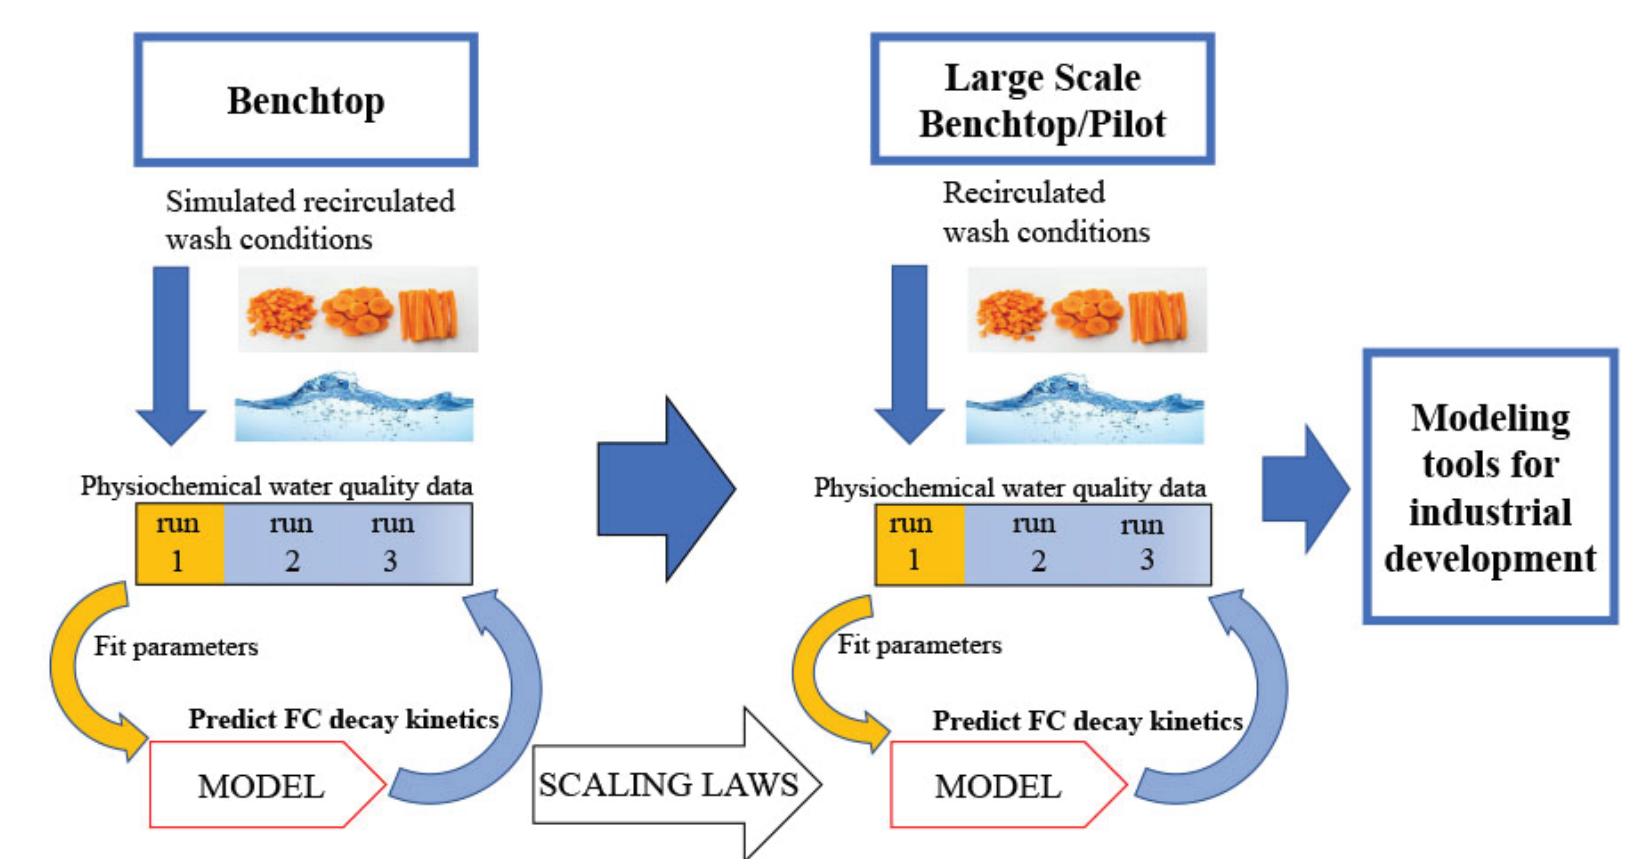 Benchtop
Simulated recirculated
wash conditions
Physiochemical water quality data
run run run
1 2 3
Fit parameters
Predict FC decay kinetics
MODEL
SCALING LAWS
Large Scale
Benchtop/Pilot
Recirculated
wash conditions
Physiochemical water quality data
run run run
1 2 3
Fit parameters
Predict FC decay kinetics
MODEL
Modeling
tools for
industrial
development